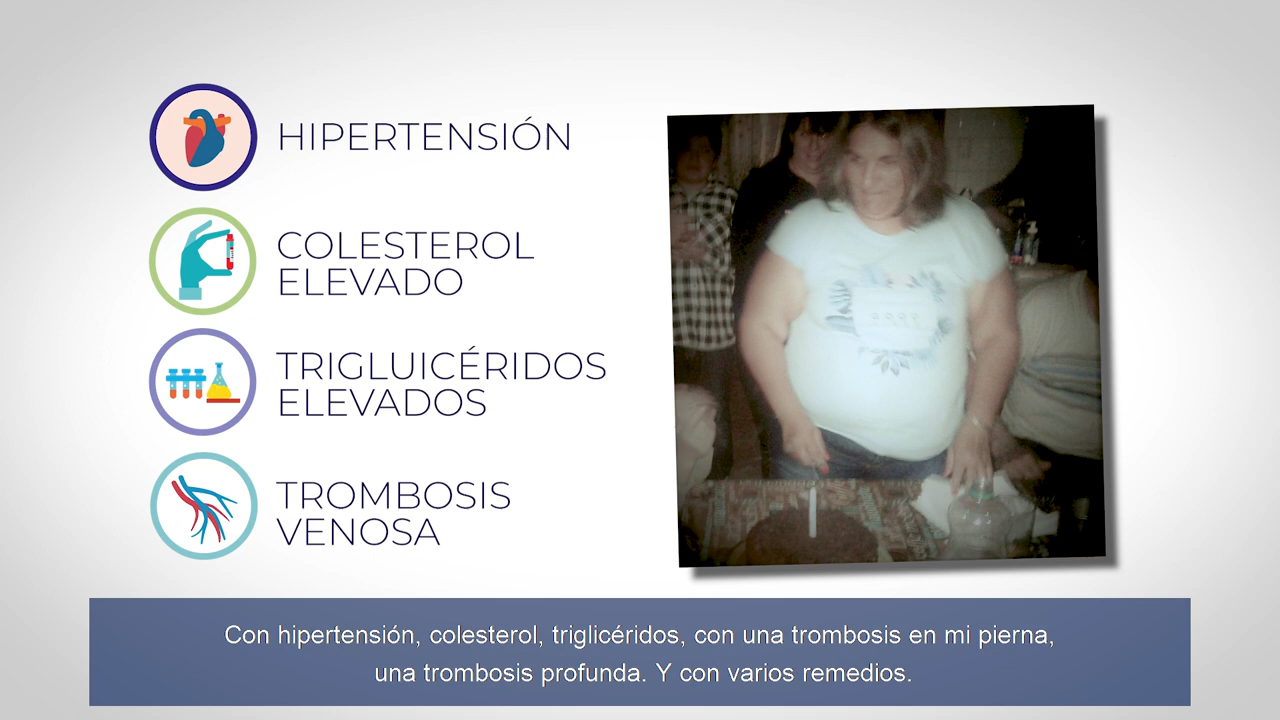 HIPERTENSIÓN
COLESTEROL
ELEVADO
TRIGLUICÉRIDOS
ELEVADOS
TROMBOSIS
VENOSA
Con hipertensión, colesterol, triglicéridos, con una trombosis en mi pierna,
una trombosis profunda. Y con varios remedios.